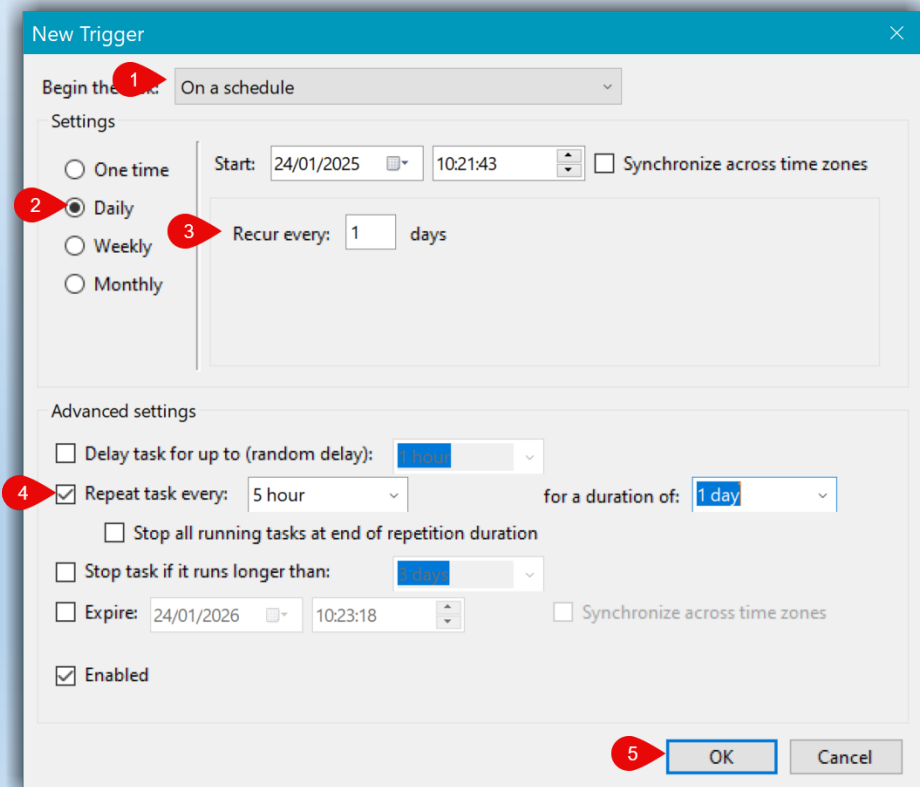 New Trigger
Begin the 1 On a schedule
Settings
One time
Start: 24/01/2025 10:21:43 Synchronize across time zones
2 Daily
3 Recur every: 1 days
Weekly
Monthly
Advanced settings
Delay task for up to (random delay): 1 hour
4 Repeat task every: 5 hour for a duration of: 1 day
Stop all running tasks at end of repetition duration
Stop task if it runs longer than: 3 days
Expire: 24/01/2026 10:23:18 Synchronize across time zones
Enabled
5 OK Cancel